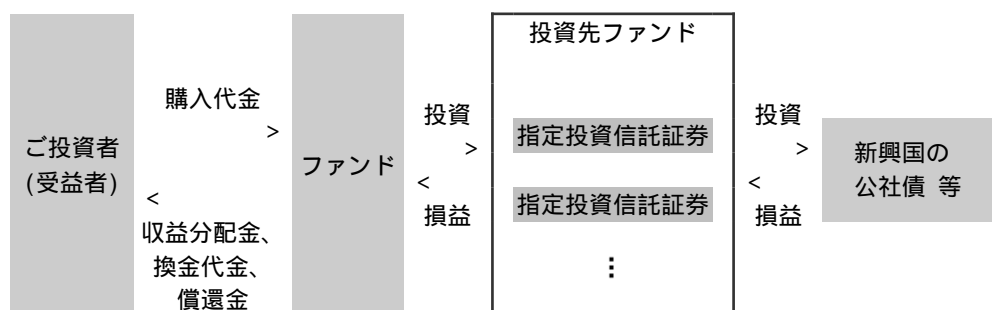 ご投資者
(受益者)
購入代金
>
<
収益分配金、
換金代金、
償還金
ファンド
投資
>
<
損益
投資先ファンド
指定投資信託証券
指定投資信託証券
⋮
投資
>
<
損益
新興国の
公社債 等